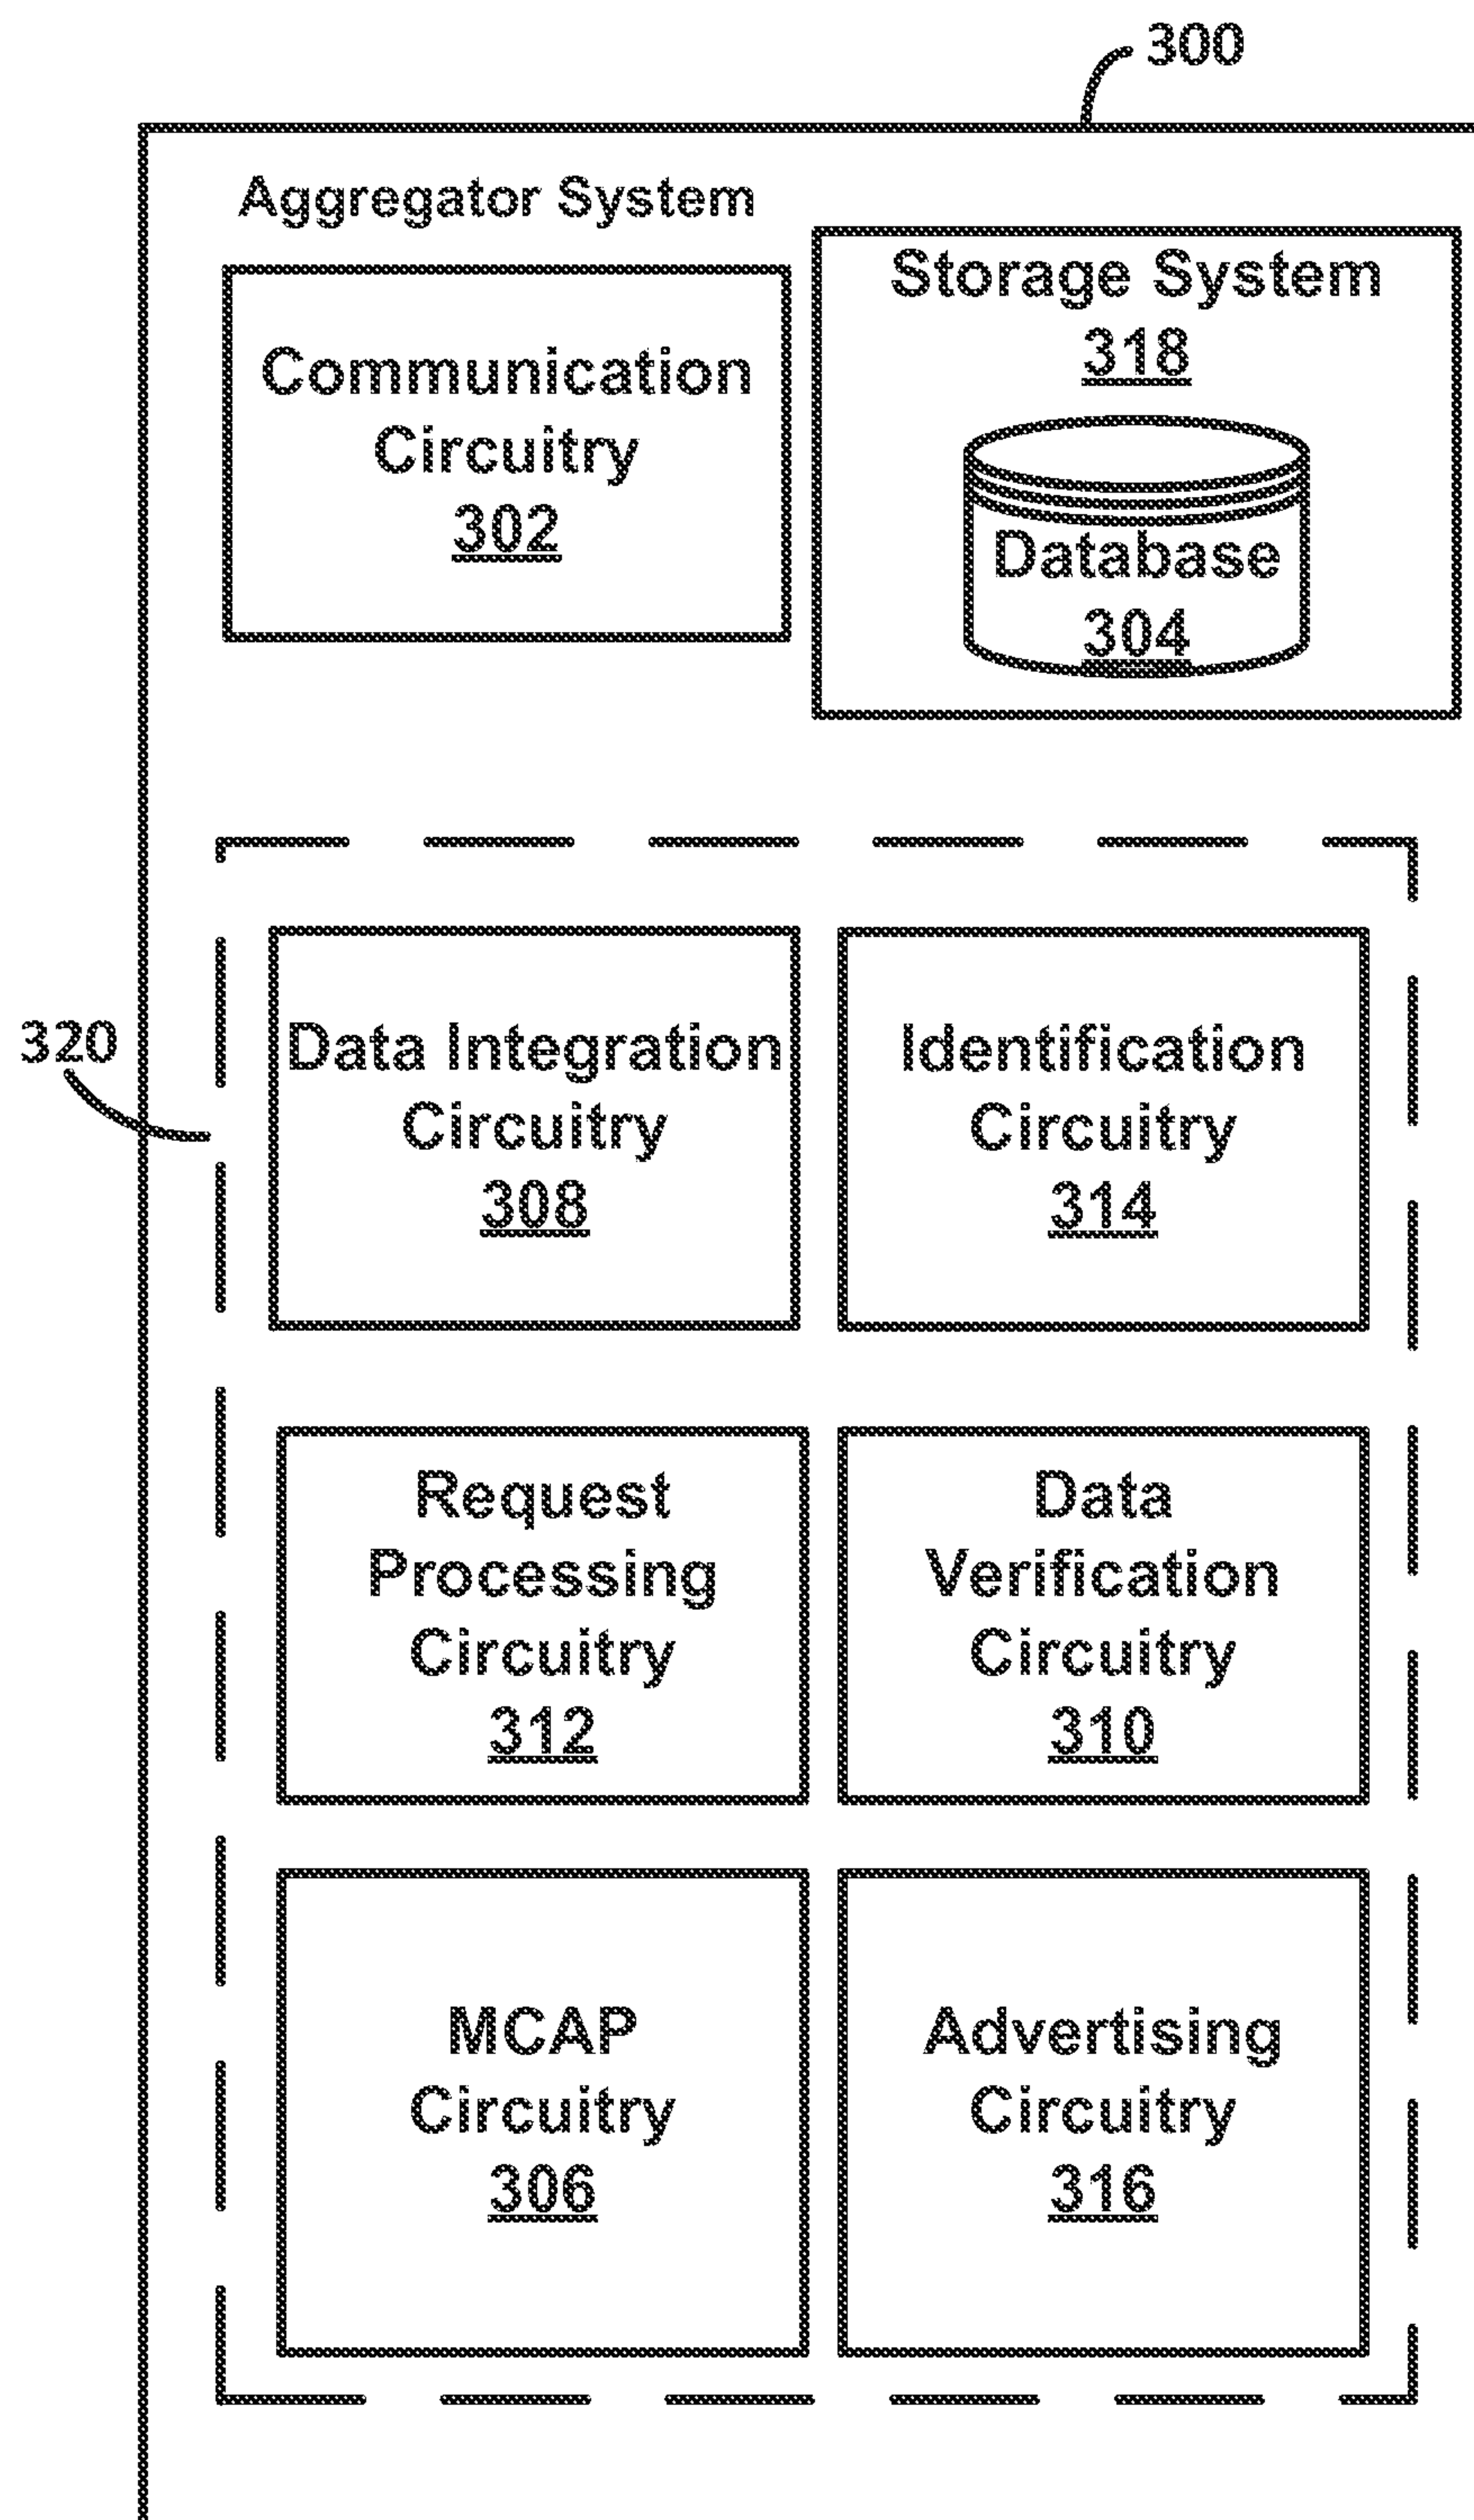 300
Aggregator System
Communication
Circuitry
302
Storage System
318
Database
304
320
Data Integration
Circuitry
308
Identification
Circuitry
314
Request
Processing
Circuitry
312
Data
Verification
Circuitry
310
MCAP
Circuitry
306
Advertising
Circuitry
316